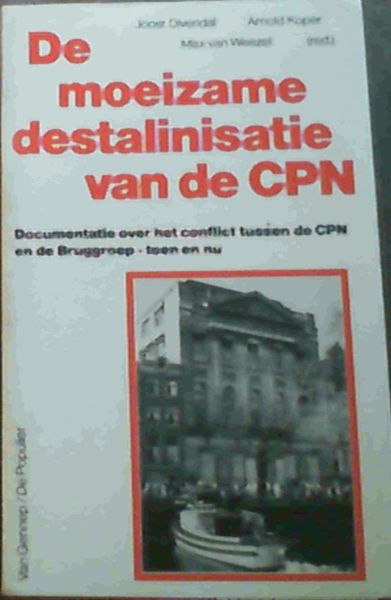 Joost Divendal Arnold Koper
Max van Weezel (red.)
De
moeizame
destalinisatie
van de CPN
Documentatie over het conflict tussen de CPN
en de Bruggroep - toen en nu
Van Gennep / De Populier